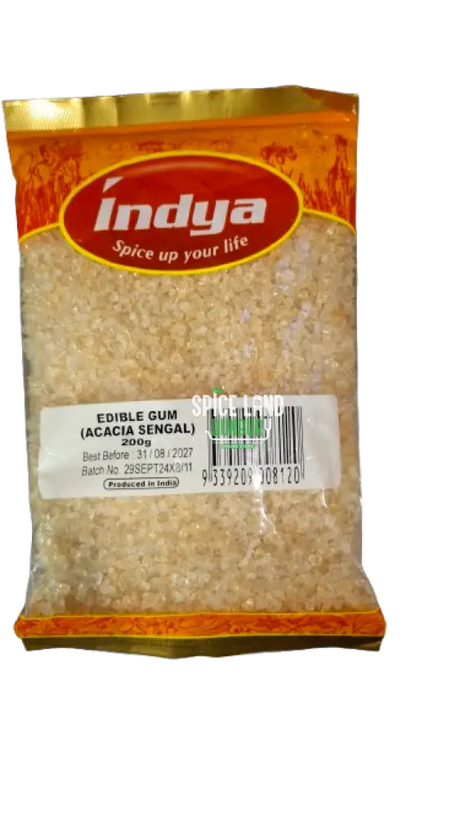 índya
Spice up your life
EDIBLE GUM
(ACACIA SENGAL)
200g
Best Before : 31 / 08 / 2027
Batch No. 29SEPT24X8/11
Produced in India
SPICE LAND
9 339209 008120